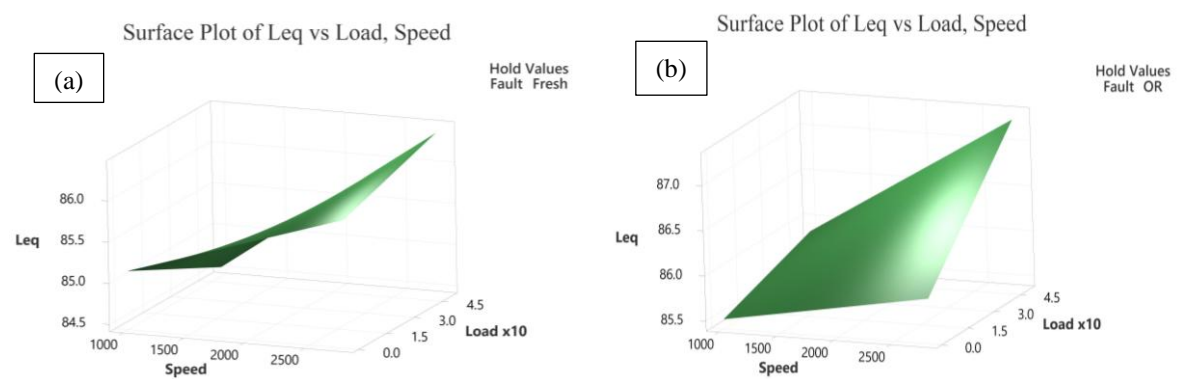 Surface Plot of Leq vs Load, Speed
(a)
Hold Values
Fault Fresh
86.0
85.5
Leq
85.0
84.5
1000
1500
2000
2500
Speed
0.0
1.5
3.0
4.5
Load x10
Surface Plot of Leq vs Load, Speed
(b)
Hold Values
Fault OR
87.0
86.5
Leq
86.0
85.5
1000
1500
2000
2500
Speed
0.0
1.5
3.0
4.5
Load x10